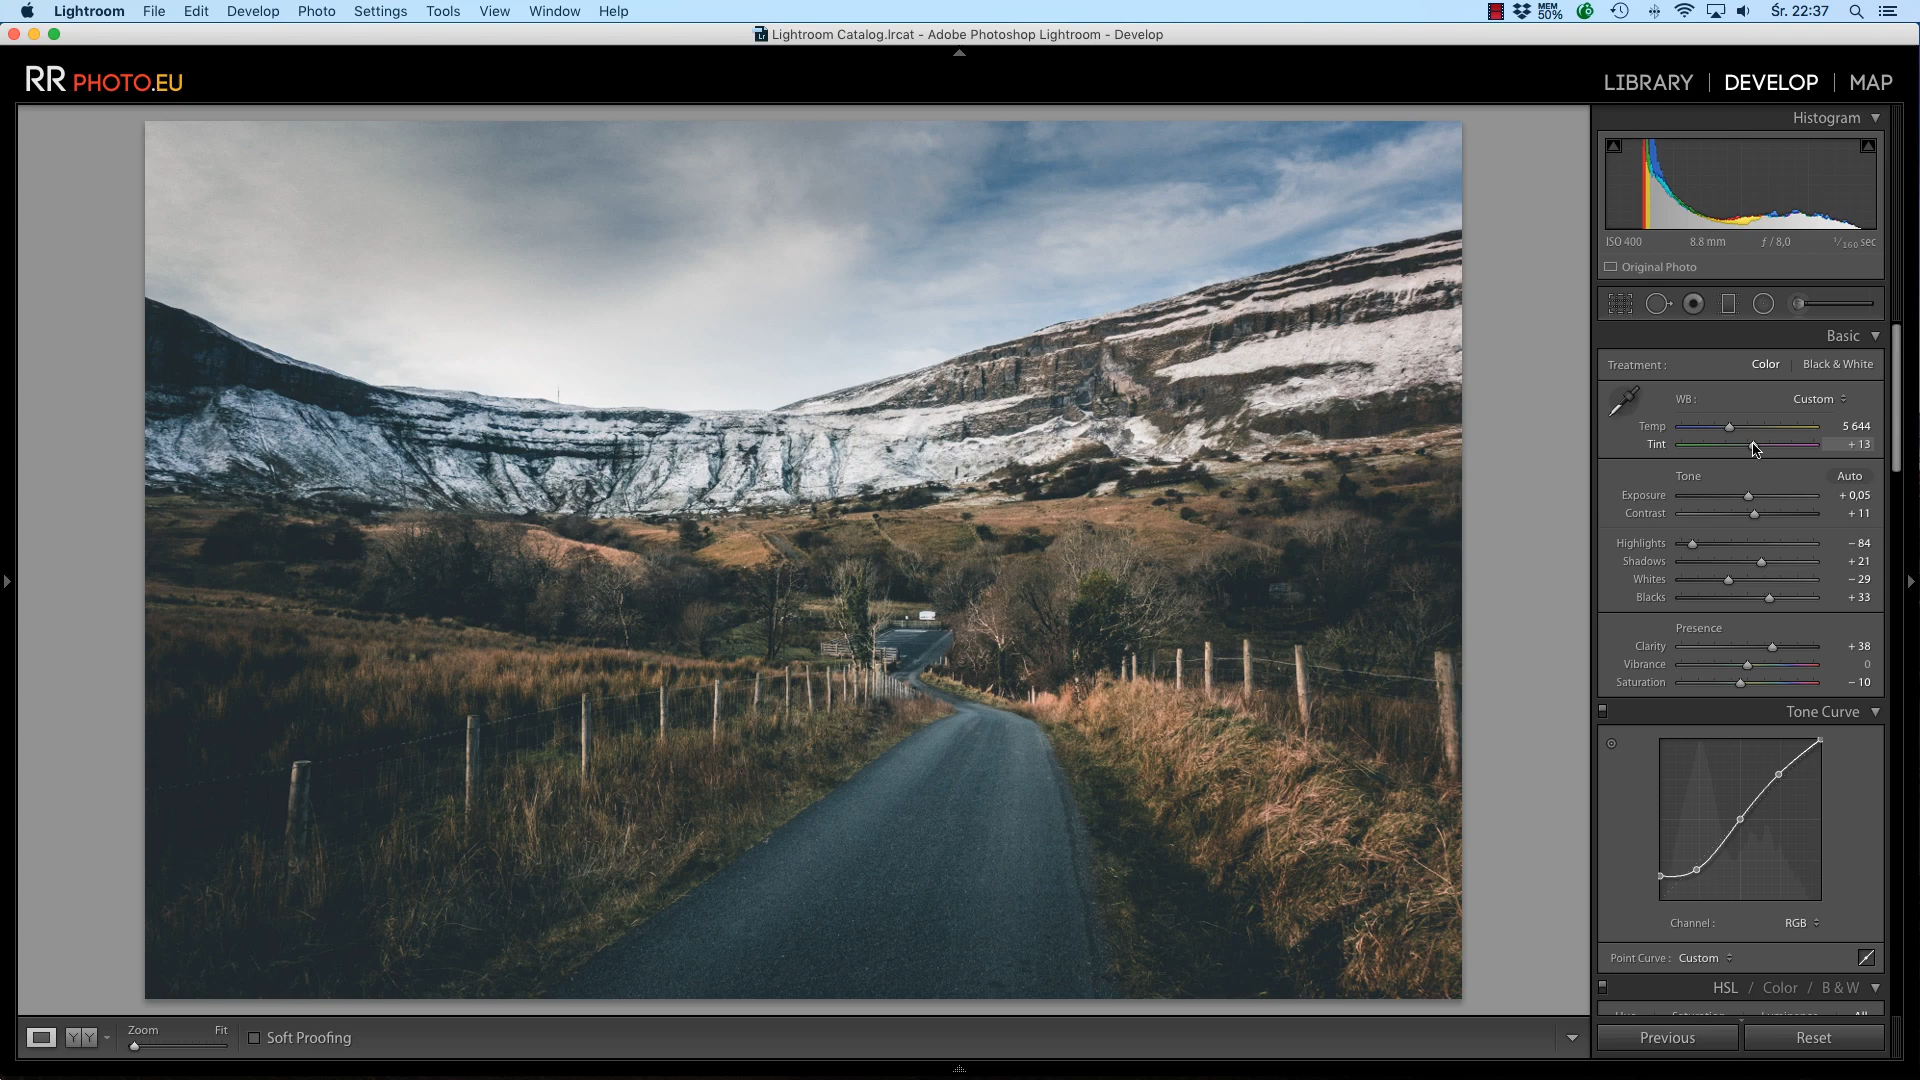 Lightroom File Edit Develop Photo Settings Tools View Window Help MEM 50% Śr. 22:37
Lightroom Catalog.lrcat - Adobe Photoshop Lightroom - Develop
RR PHOTO.EU LIBRARY | DEVELOP | MAP
Histogram
ISO 400 8.8 mm ƒ / 8,0 1/160 sec
Original Photo
Basic
Treatment : Color | Black & White
WB : Custom
Temp 5 644
Tint + 13
Tone Auto
Exposure + 0,05
Contrast + 11
Highlights − 84
Shadows + 21
Whites − 29
Blacks + 33
Presence
Clarity + 38
Vibrance 0
Saturation − 10
Tone Curve
Channel : RGB
Point Curve : Custom
HSL / Color / B & W
Zoom Fit Soft Proofing
Previous Reset